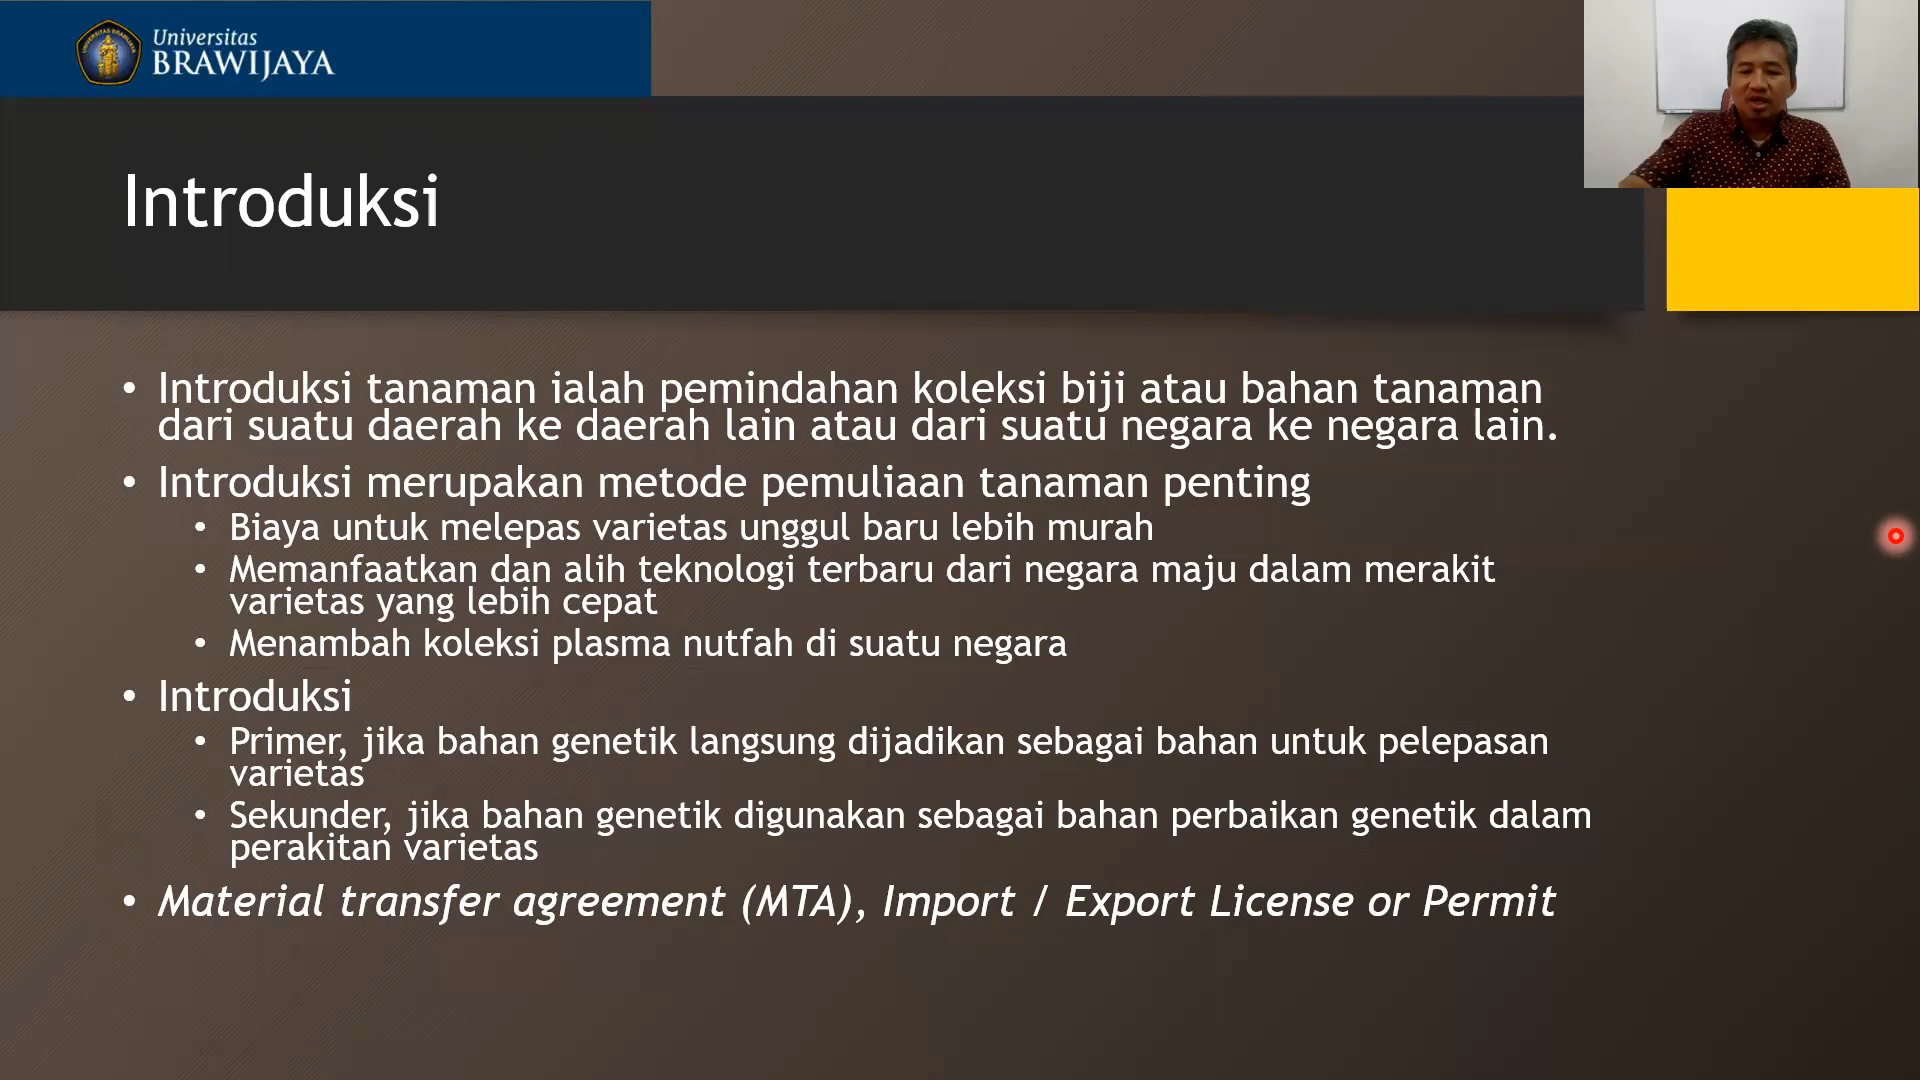 Universitas
BRAWIJAYA
Introduksi
• Introduksi tanaman ialah pemindahan koleksi biji atau bahan tanaman
dari suatu daerah ke daerah lain atau dari suatu negara ke negara lain.
• Introduksi merupakan metode pemuliaan tanaman penting
• Biaya untuk melepas varietas unggul baru lebih murah
• Memanfaatkan dan alih teknologi terbaru dari negara maju dalam merakit
varietas yang lebih cepat
• Menambah koleksi plasma nutfah di suatu negara
• Introduksi
• Primer, jika bahan genetik langsung dijadikan sebagai bahan untuk pelepasan
varietas
• Sekunder, jika bahan genetik digunakan sebagai bahan perbaikan genetik dalam
perakitan varietas
• Material transfer agreement (MTA), Import / Export License or Permit